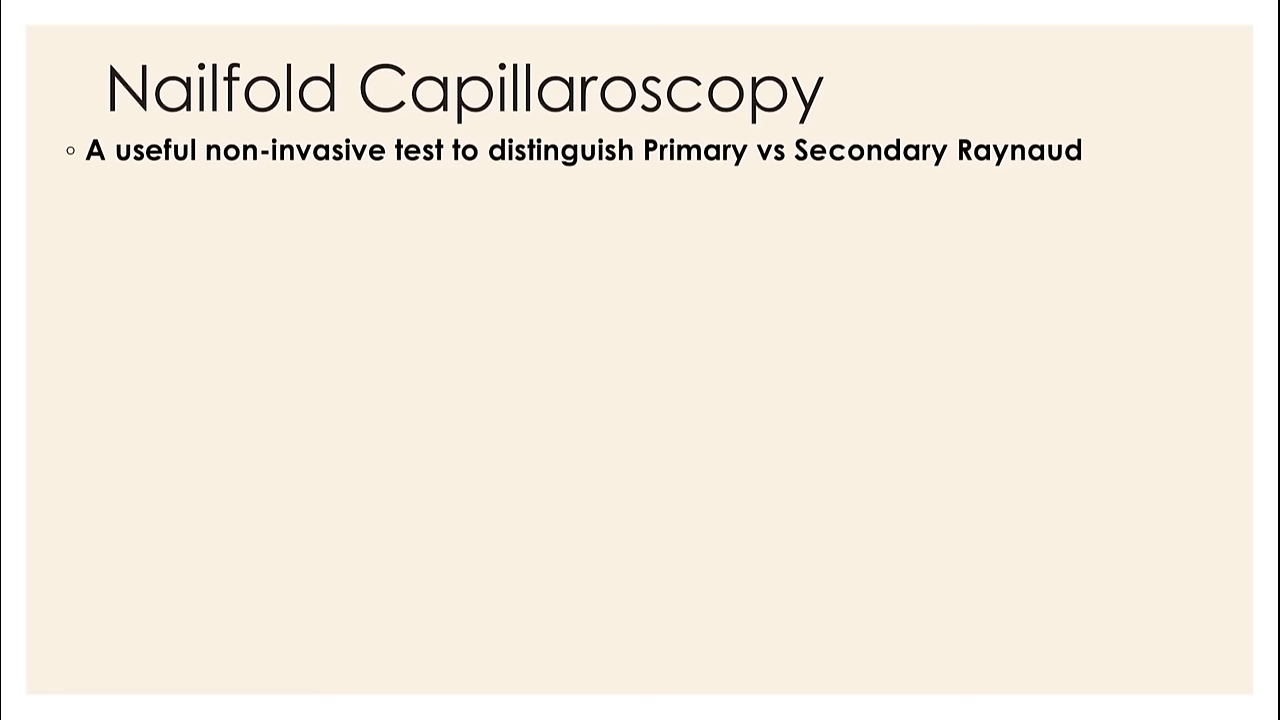 Nailfold Capillaroscopy
◦ A useful non-invasive test to distinguish Primary vs Secondary Raynaud